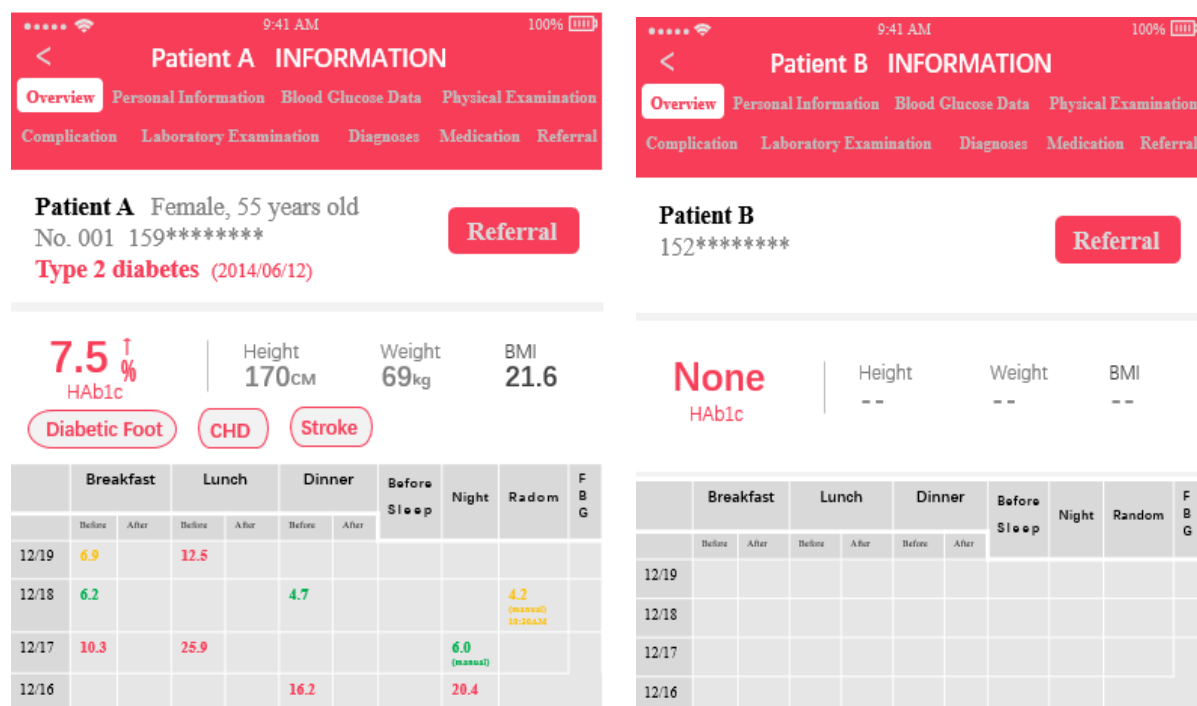 9:41 AM 100%
< Patient A INFORMATION
Overview Personal Information Blood Glucose Data Physical Examination
Complication Laboratory Examination Diagnoses Medication Referral
Patient A Female, 55 years old
No. 001 159********
Type 2 diabetes (2014/06/12)
Referral
7.5 ↑ %
HAb1c
Height
170CM
Weight
69kg
BMI
21.6
Diabetic Foot CHD Stroke
Breakfast Lunch Dinner Before Sleep Night Radom FBG
Before After Before After Before After
12/19 6.9 12.5
12/18 6.2 4.7 4.2
(manual)
10:20AM
12/17 10.3 25.9 6.0
(manual)
12/16 16.2 20.4
9:41 AM 100%
< Patient B INFORMATION
Overview Personal Information Blood Glucose Data Physical Examination
Complication Laboratory Examination Diagnoses Medication Referral
Patient B
152********
Referral
None
HAb1c
Height
--
Weight
--
BMI
--
Breakfast Lunch Dinner Before Sleep Night Random FBG
Before After Before After Before After
12/19
12/18
12/17
12/16